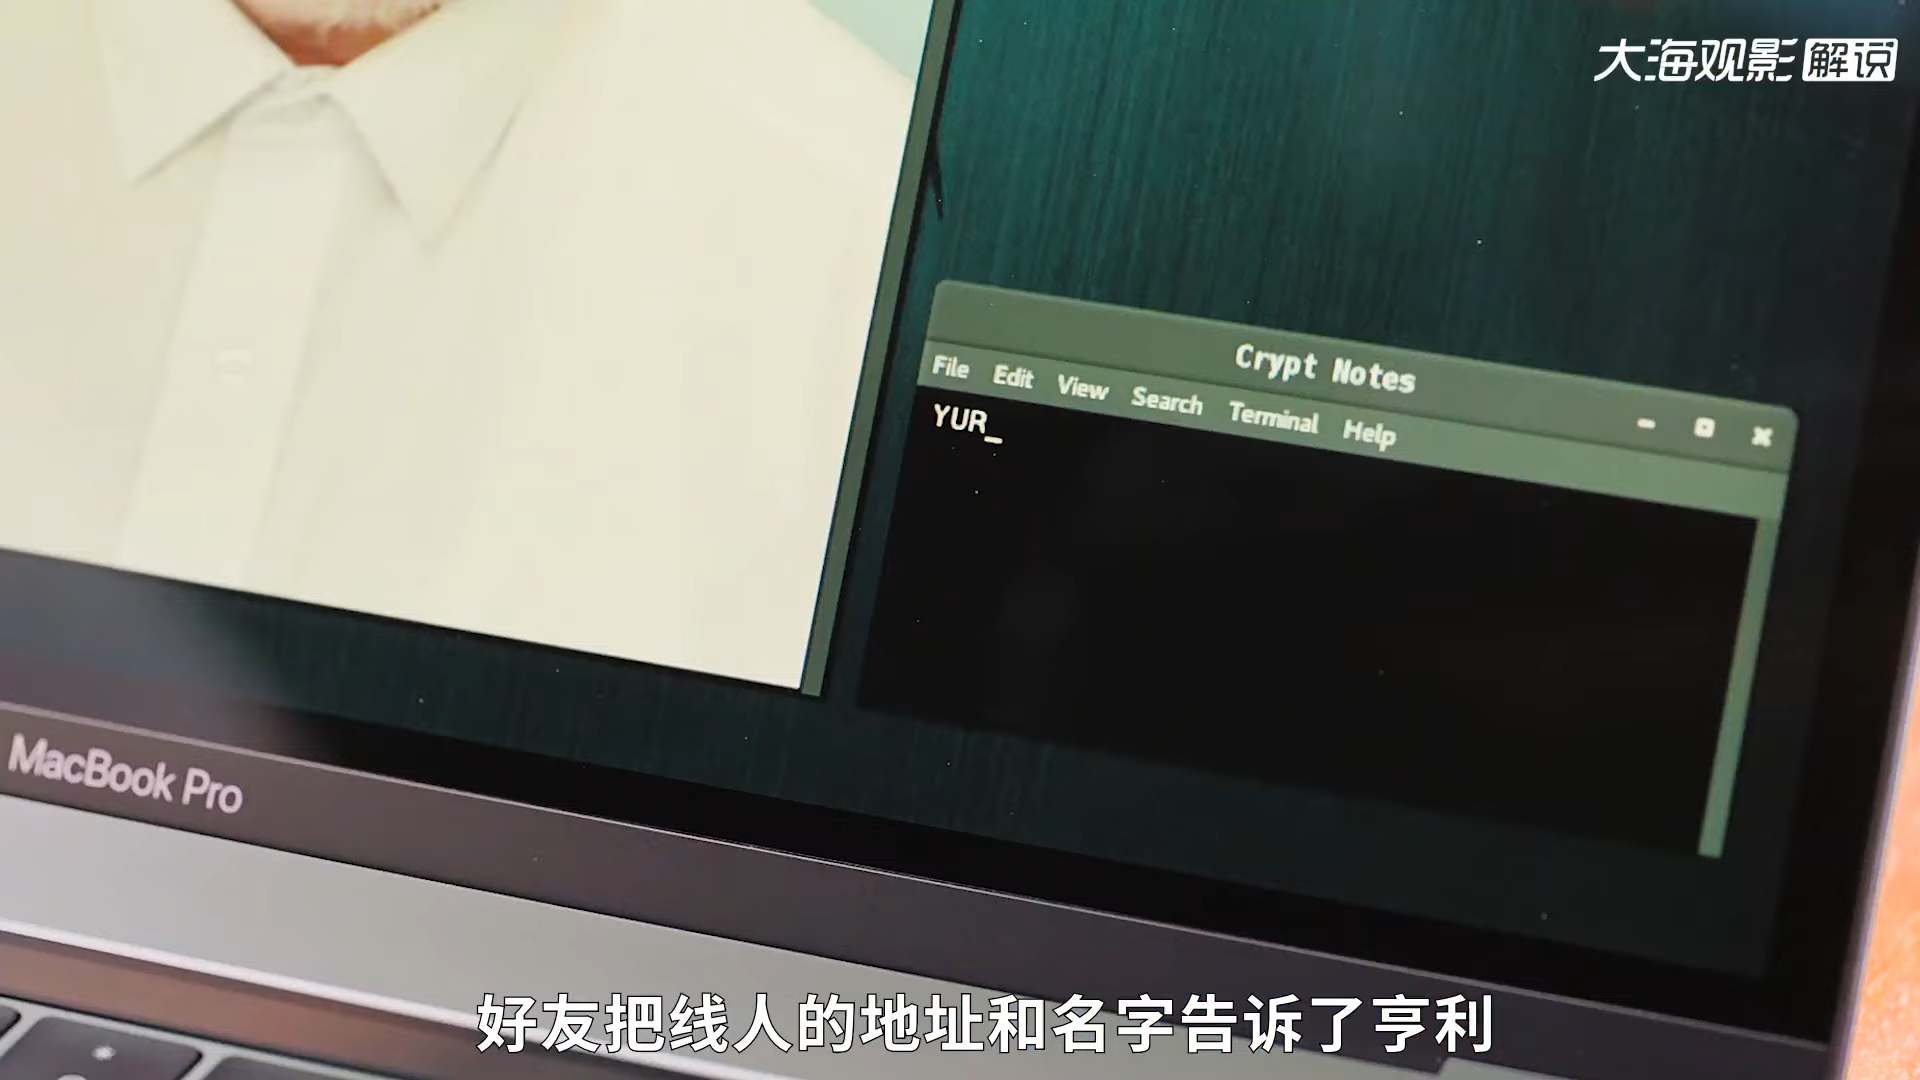 大海观影 解说
Crypt Notes
File Edit View Search Terminal Help
YUR_
MacBook Pro
好友把线人的地址和名字告诉了亨利